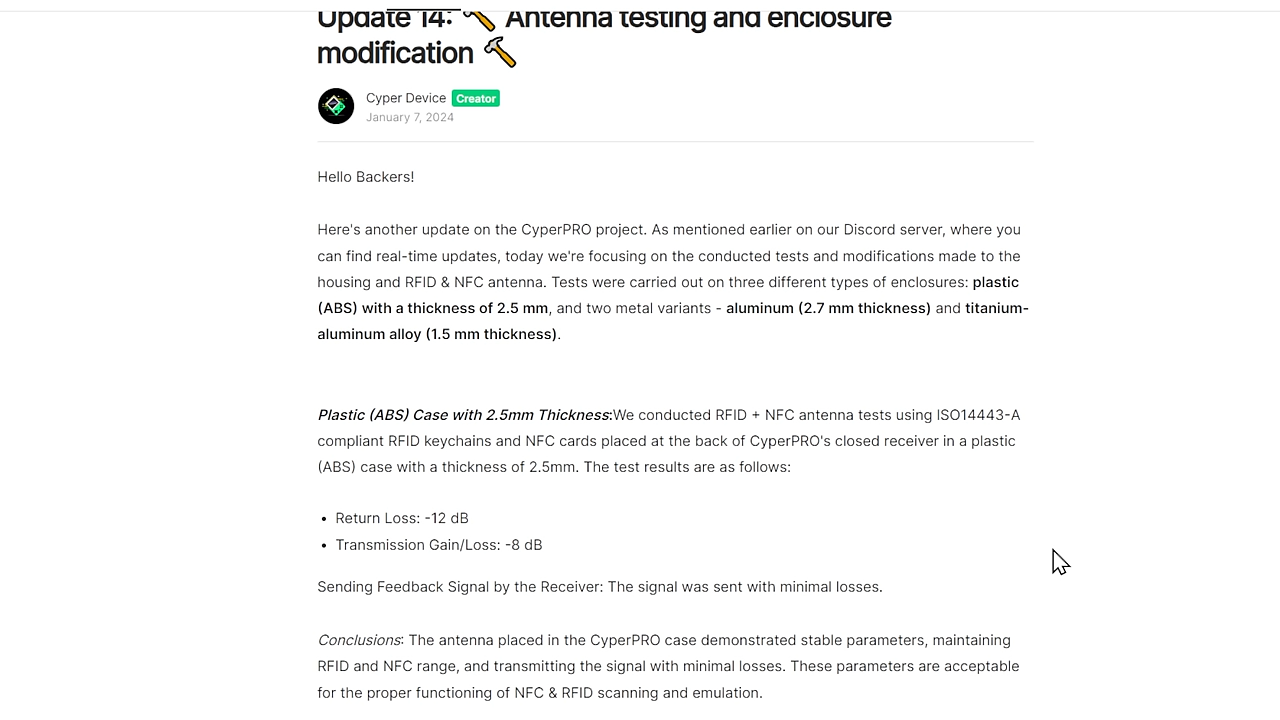 Update 14: 🔨 Antenna testing and enclosure
modification 🔨
Cyper Device Creator
January 7, 2024
Hello Backers!
Here's another update on the CyperPRO project. As mentioned earlier on our Discord server, where you
can find real-time updates, today we're focusing on the conducted tests and modifications made to the
housing and RFID & NFC antenna. Tests were carried out on three different types of enclosures: plastic
(ABS) with a thickness of 2.5 mm, and two metal variants - aluminum (2.7 mm thickness) and titanium-
aluminum alloy (1.5 mm thickness).
Plastic (ABS) Case with 2.5mm Thickness:We conducted RFID + NFC antenna tests using ISO14443-A
compliant RFID keychains and NFC cards placed at the back of CyperPRO's closed receiver in a plastic
(ABS) case with a thickness of 2.5mm. The test results are as follows:
• Return Loss: -12 dB
• Transmission Gain/Loss: -8 dB
Sending Feedback Signal by the Receiver: The signal was sent with minimal losses.
Conclusions: The antenna placed in the CyperPRO case demonstrated stable parameters, maintaining
RFID and NFC range, and transmitting the signal with minimal losses. These parameters are acceptable
for the proper functioning of NFC & RFID scanning and emulation.